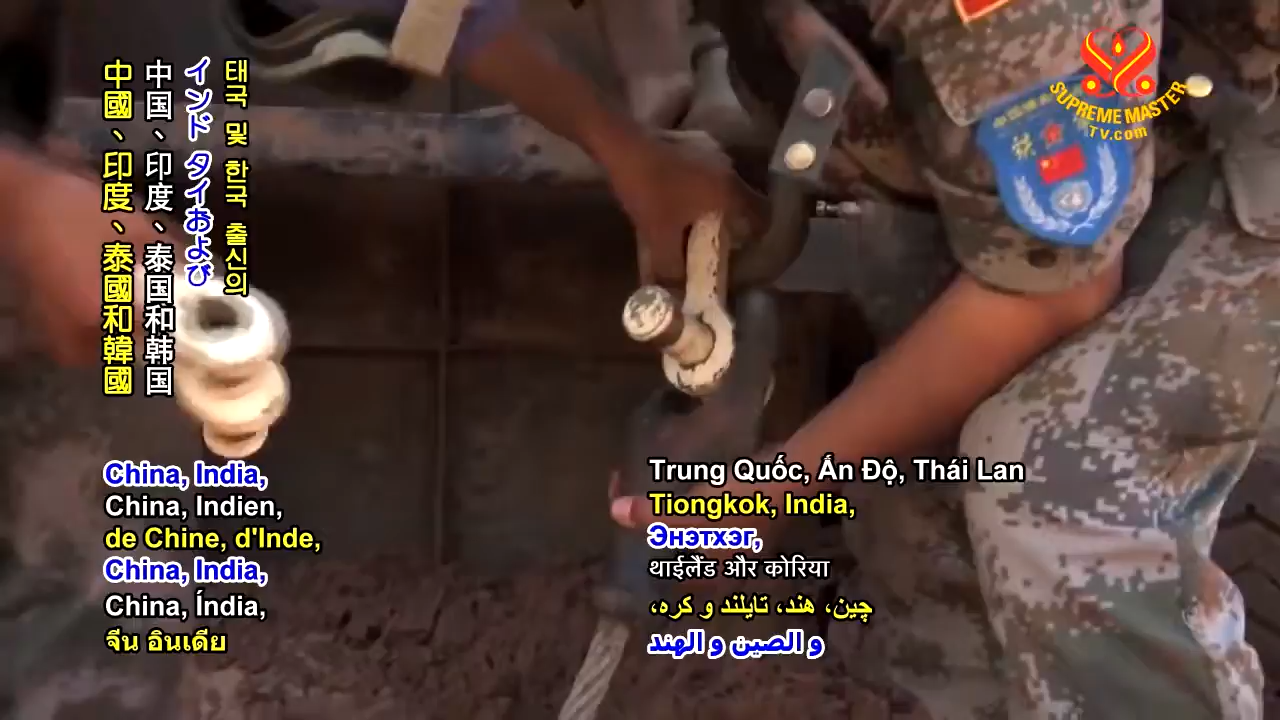 中國、印度、泰國和韓國
中国、印度、泰国和韩国
インド タイおよび
태국 및 한국 출신의
SUPREME MASTER
TV.com
China, India,
China, Indien,
de Chine, d'Inde,
China, India,
China, Índia,
จีน อินเดีย
Trung Quốc, Ấn Độ, Thái Lan
Tiongkok, India,
Энэтхэг,
थाईलैंड और कोरिया
چین، هند، تایلند و کره،
و الصين و الهند